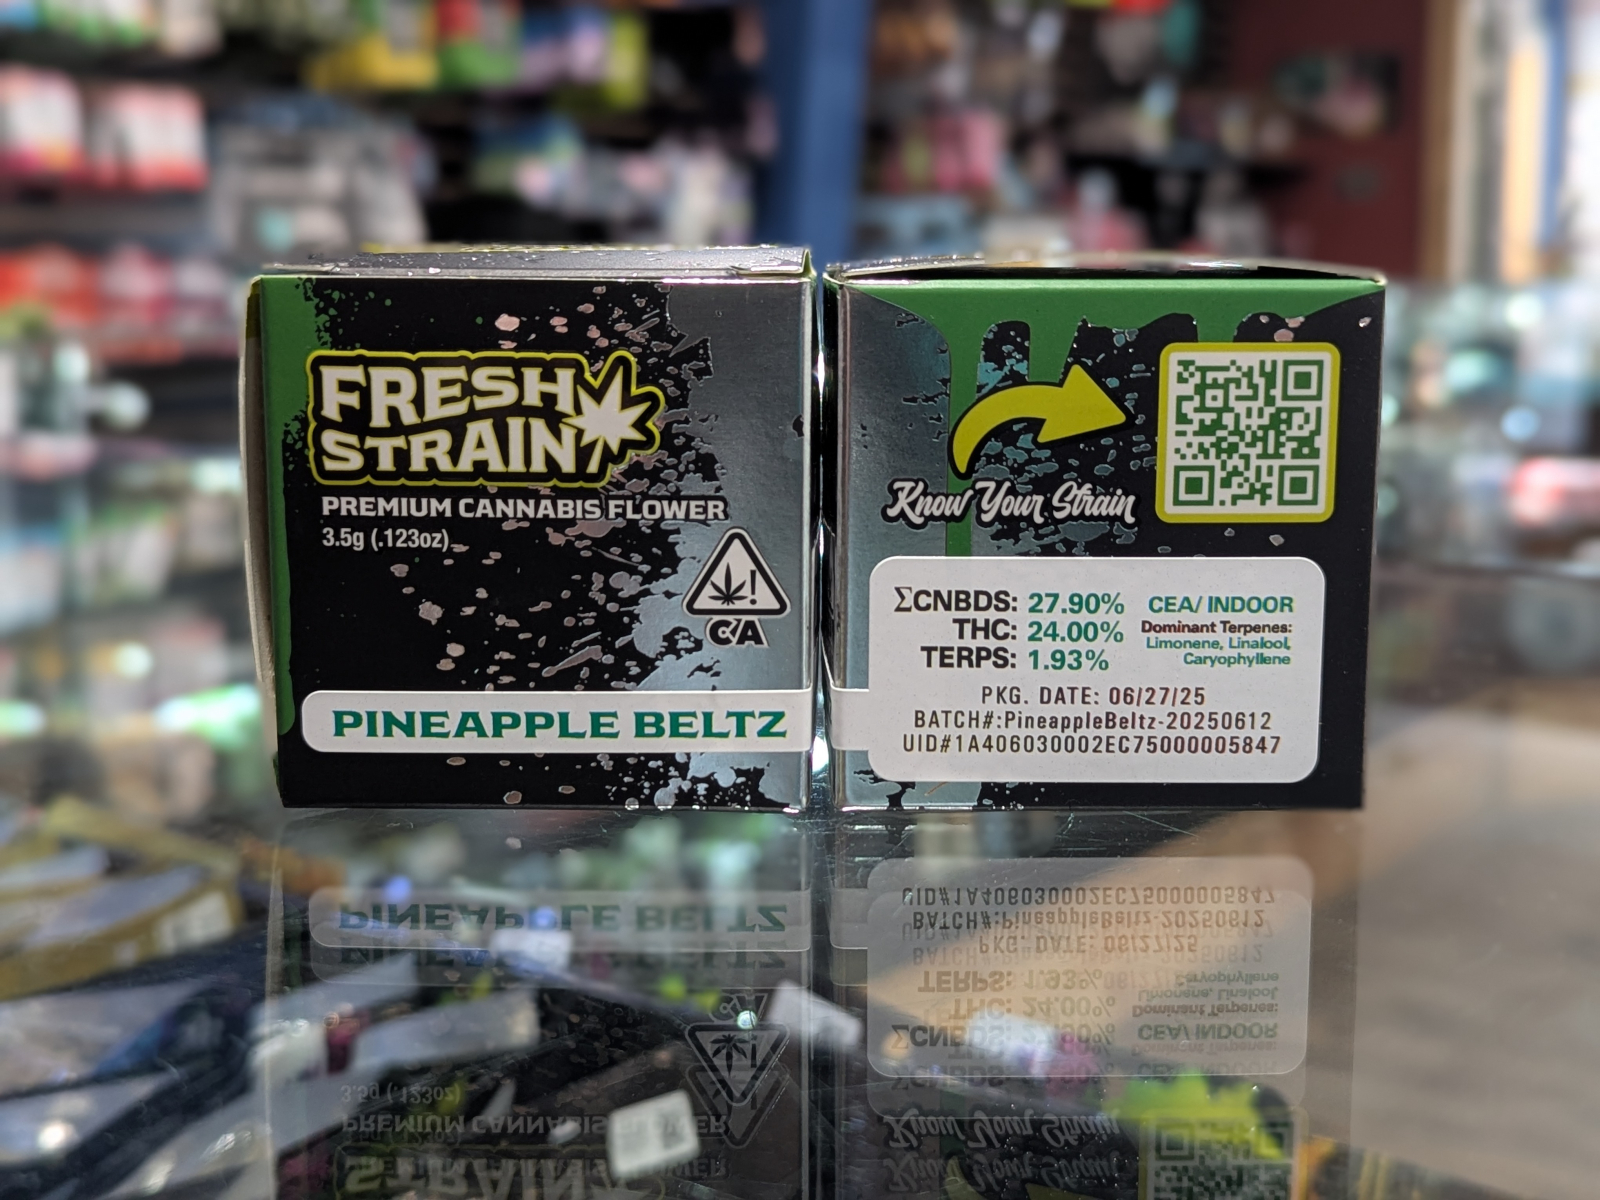 FRESH
STRAIN
PREMIUM CANNABIS FLOWER
3.5g (.123oz)
!
CA
PINEAPPLE BELTZ
Know Your Strain
ΣCNBDS: 27.90%
THC: 24.00%
TERPS: 1.93%
CEA/ INDOOR
Dominant Terpenes:
Limonene, Linalool,
Caryophyllene
PKG. DATE: 06/27/25
BATCH#:PineappleBeltz-20250612
UID#1A406030002EC75000005847